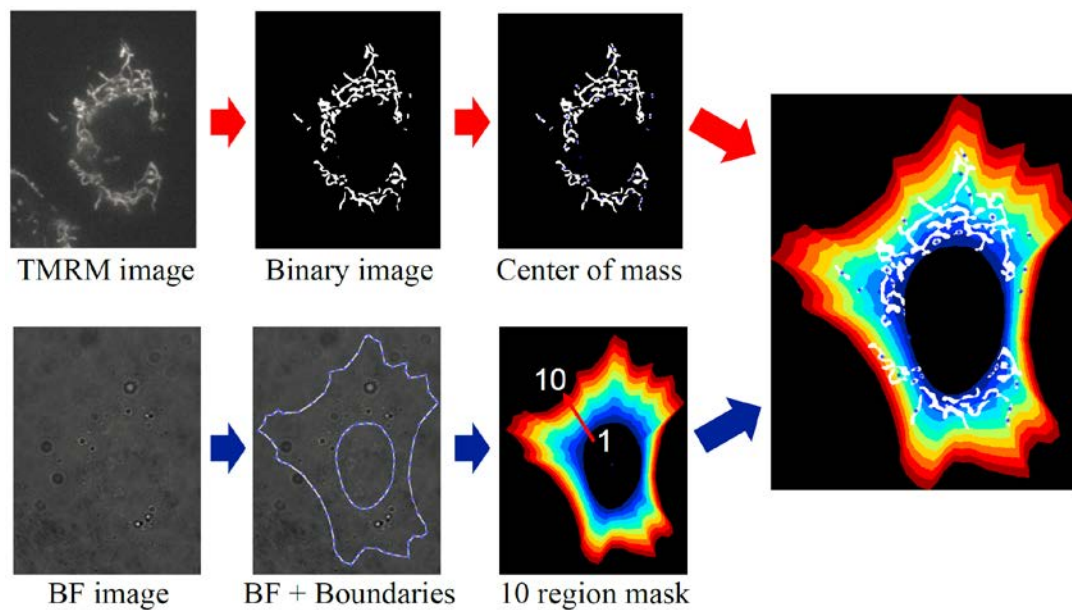 TMRM image
Binary image
Center of mass
10
1
BF image
BF + Boundaries
10 region mask